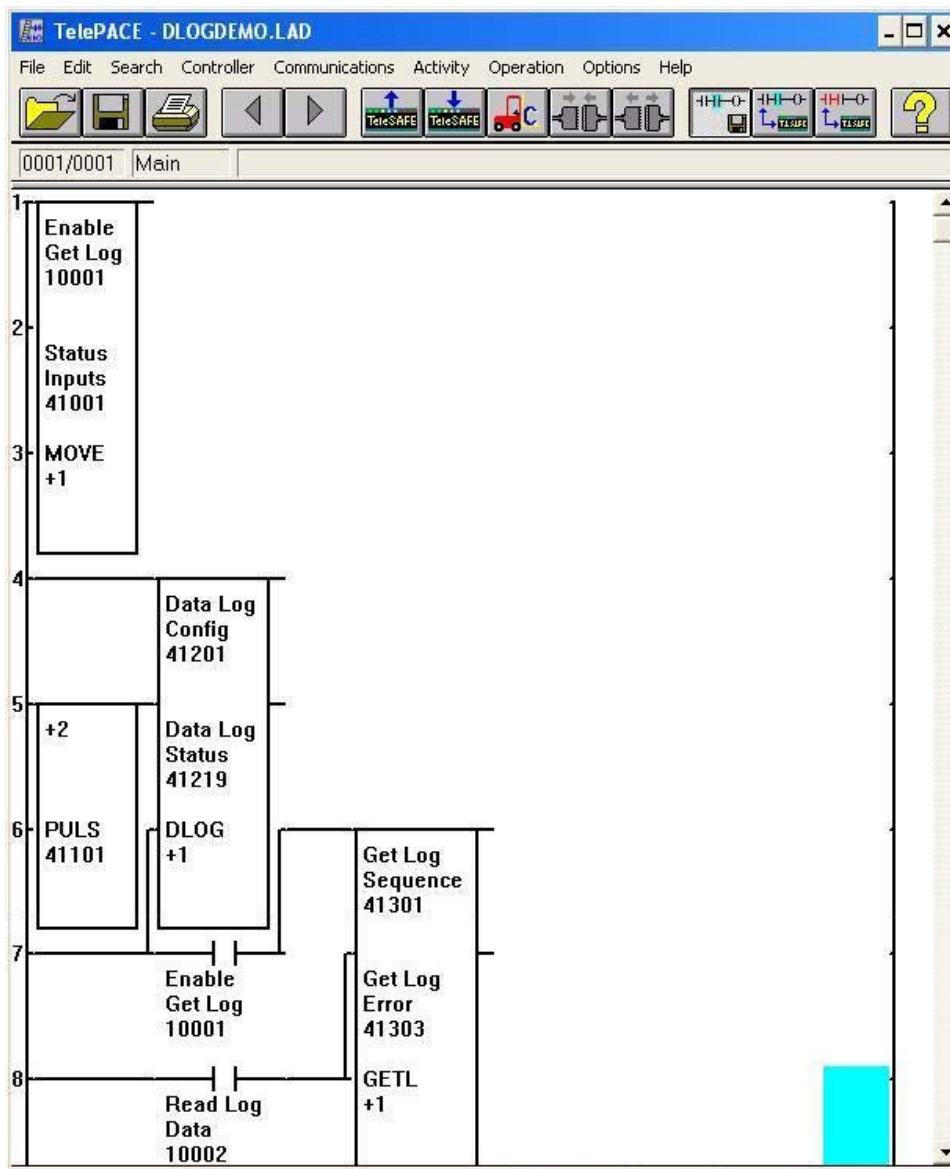 TelePACE - DLOGDEMO.LAD
File Edit Search Controller Communications Activity Operation Options Help
TeleSAFE TeleSAFE C T.SAFE T.SAFE
0001/0001 Main
1
Enable
Get Log
10001
2
Status
Inputs
41001
3
MOVE
+1
4
Data Log
Config
41201
5
+2
Data Log
Status
41219
6
PULS
41101
DLOG
+1
Get Log
Sequence
41301
7
Enable
Get Log
10001
Get Log
Error
41303
8
GETL
+1
Read Log
Data
10002